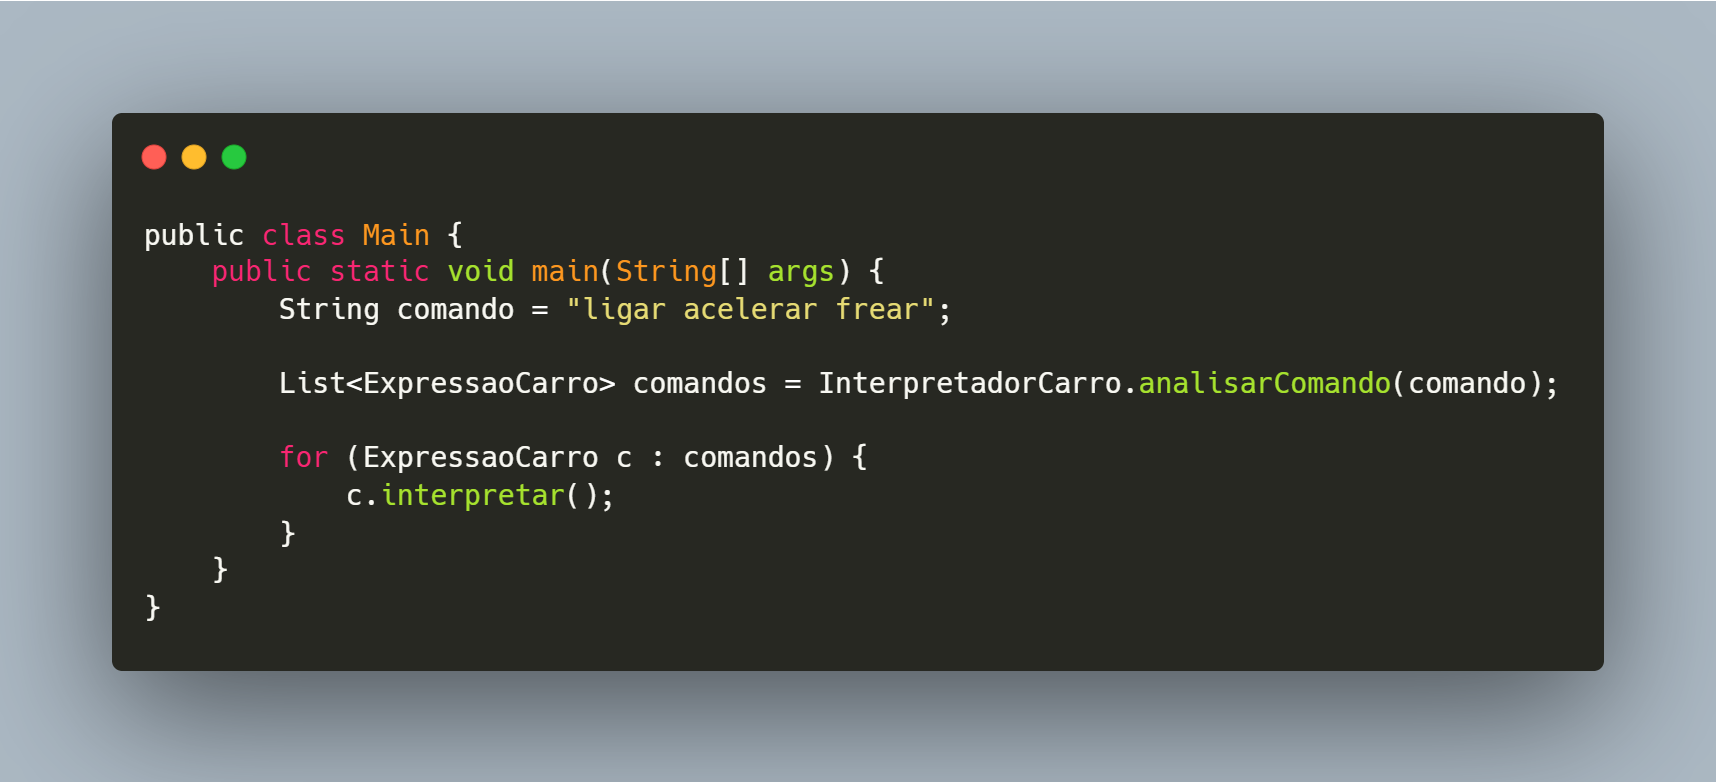 public class Main {
    public static void main(String[] args) {
        String comando = "ligar acelerar frear";

        List<ExpressaoCarro> comandos = InterpretadorCarro.analisarComando(comando);

        for (ExpressaoCarro c : comandos) {
            c.interpretar();
        }
    }
}